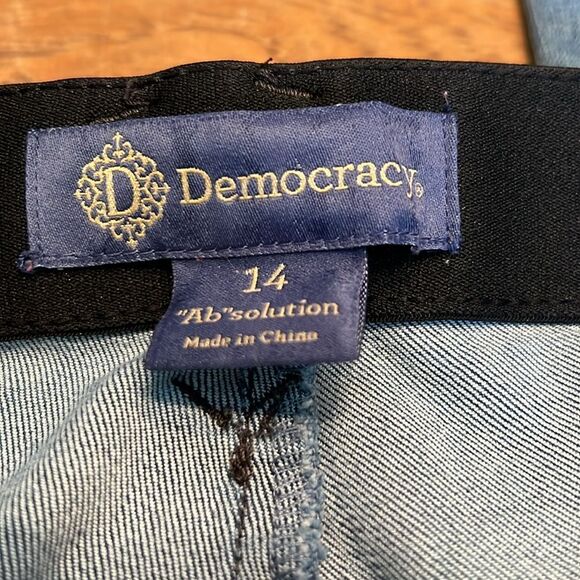 D Democracy®
14
"Ab"solution
Made in China